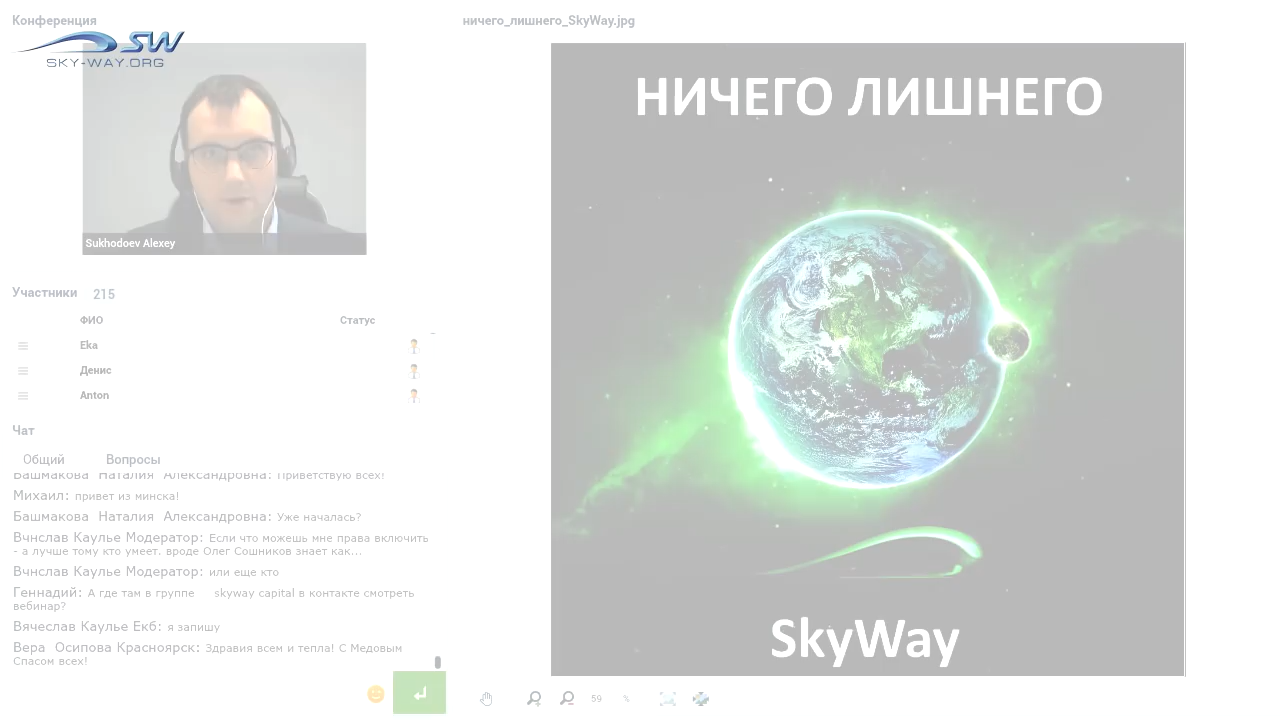 Конференция
SW
SKY-WAY.ORG
Sukhodoev Alexey
Участники 215
ФИО Статус
Eka
Денис
Anton
Чат
Общий Вопросы
Башмакова Наталия Александровна: Приветствую всех!
Михаил: привет из минска!
Башмакова Наталия Александровна: Уже началась?
Вчнслав Каулье Модератор: Если что можешь мне права включить
- а лучше тому кто умеет. вроде Олег Сошников знает как...
Вчнслав Каулье Модератор: или еще кто
Геннадий: А где там в группе skyway capital в контакте смотреть
вебинар?
Вячеслав Каулье Екб: я запишу
Вера Осипова Красноярск: Здравия всем и тепла! С Медовым
Спасом всех!
ничего_лишнего_SkyWay.jpg
НИЧЕГО ЛИШНЕГО
SkyWay
59 %